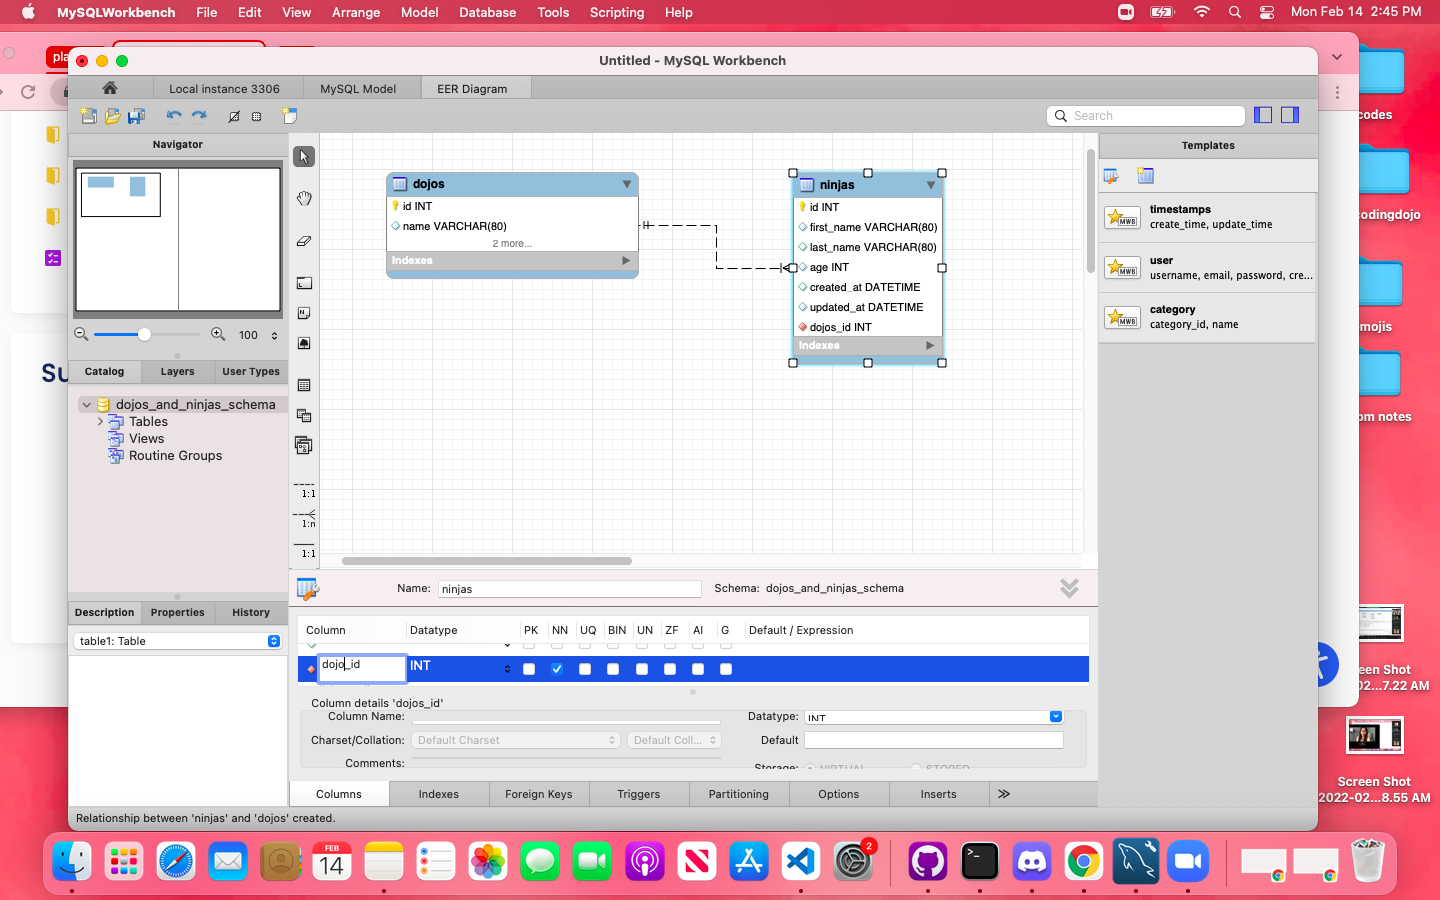 MySQLWorkbench File Edit View Arrange Model Database Tools Scripting Help Mon Feb 14 2:45 PM
pla
Untitled - MySQL Workbench
Local instance 3306 MySQL Model EER Diagram
Search
Navigator
Templates
dojos
id INT
name VARCHAR(80)
2 more...
Indexes
ninjas
id INT
first_name VARCHAR(80)
last_name VARCHAR(80)
age INT
created_at DATETIME
updated_at DATETIME
dojos_id INT
Indexes
timestamps
create_time, update_time
user
username, email, password, cre...
category
category_id, name
MWB
MWB
MWB
codes
codingdojo
emojis
om notes
100
Su
Catalog Layers User Types
dojos_and_ninjas_schema
Tables
Views
Routine Groups
1:1
1:n
1:1
Description Properties History
table1: Table
Name: ninjas Schema: dojos_and_ninjas_schema
Column Datatype PK NN UQ BIN UN ZF AI G Default / Expression
dojo_id INT
Column details 'dojos_id'
Column Name: Datatype: INT
Charset/Collation: Default Charset Default Coll... Default
Comments: Storage: VIRTUAL STORED
Columns Indexes Foreign Keys Triggers Partitioning Options Inserts
Relationship between 'ninjas' and 'dojos' created.
een Shot
02...7.22 AM
Screen Shot
2022-02...8.55 AM
FEB
14
2